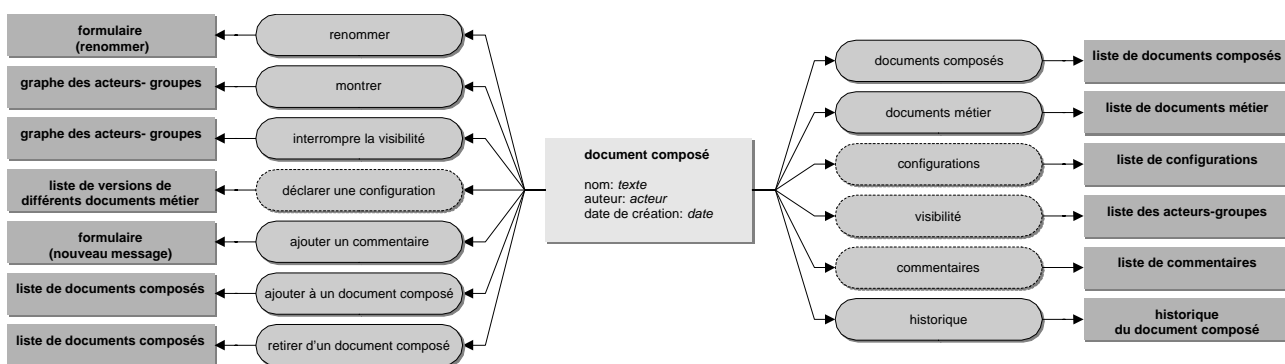 formulaire
(renommer)
renommer
graphe des acteurs- groupes
montrer
graphe des acteurs- groupes
interrompre la visibilité
liste de versions de
différents documents métier
déclarer une configuration
formulaire
(nouveau message)
ajouter un commentaire
liste de documents composés
ajouter à un document composé
liste de documents composés
retirer d'un document composé
document composé
nom: texte
auteur: acteur
date de création: date
documents composés
liste de documents composés
documents métier
liste de documents métier
configurations
liste de configurations
visibilité
liste des acteurs-groupes
commentaires
liste de commentaires
historique
historique
du document composé